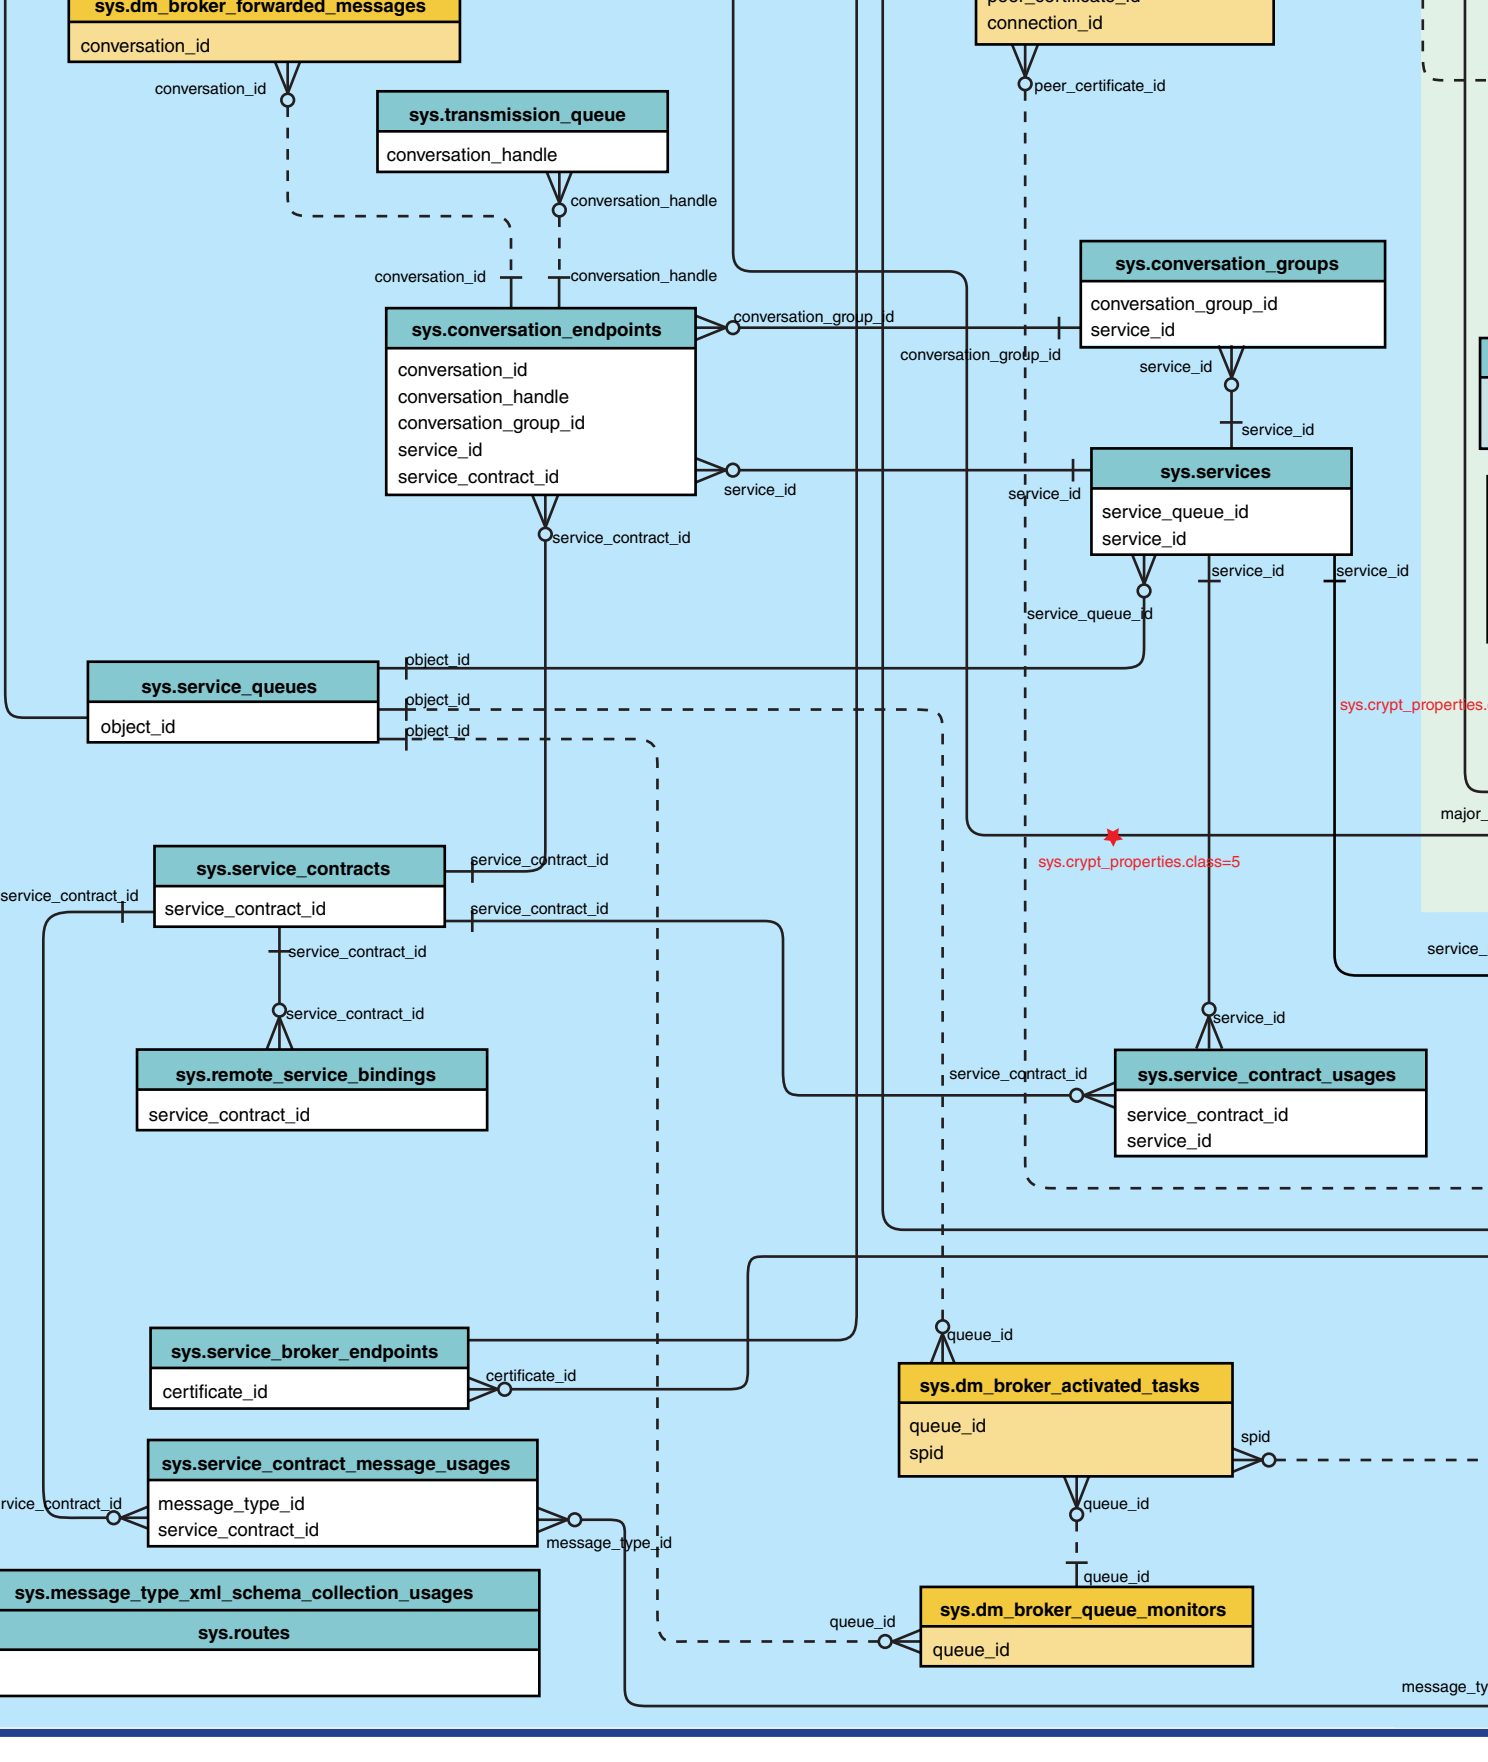 sys.dm_broker_forwarded_messages
conversation_id
conversation_id
connection_id
peer_certificate_id
sys.transmission_queue
conversation_handle
conversation_handle
conversation_id
conversation_handle
sys.conversation_endpoints
conversation_id
conversation_handle
conversation_group_id
service_id
service_contract_id
conversation_group_id
conversation_group_id
sys.conversation_groups
conversation_group_id
service_id
service_id
service_id
service_id
service_id
sys.services
service_queue_id
service_id
service_contract_id
service_id
service_id
service_queue_id
object_id
object_id
object_id
sys.service_queues
object_id
sys.crypt_properties.
major_
sys.crypt_properties.class=5
sys.service_contracts
service_contract_id
service_contract_id
service_contract_id
service_contract_id
service_contract_id
service_contract_id
service_
sys.remote_service_bindings
service_contract_id
service_id
service_contract_id
sys.service_contract_usages
service_contract_id
service_id
sys.service_broker_endpoints
certificate_id
certificate_id
queue_id
sys.dm_broker_activated_tasks
queue_id
spid
spid
queue_id
queue_id
sys.service_contract_message_usages
message_type_id
service_contract_id
rvice_contract_id
message_type_id
sys.message_type_xml_schema_collection_usages
sys.routes
queue_id
sys.dm_broker_queue_monitors
queue_id
message_ty